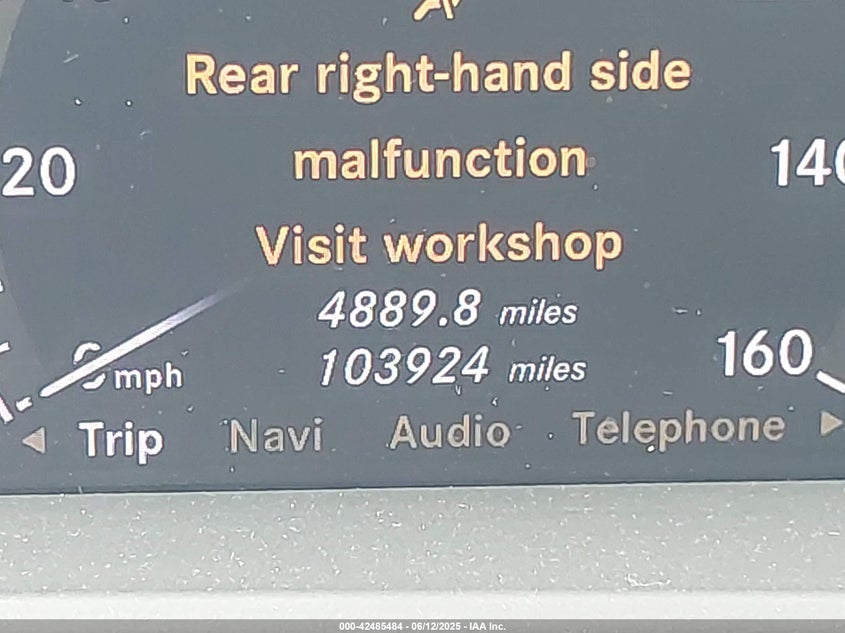 Rear right-hand side
malfunction
20
140
Visit workshop
4889.8 miles
103924 miles
0 mph
160
Trip Navi Audio Telephone
000-42485484 - 06/12/2025 - IAA Inc.